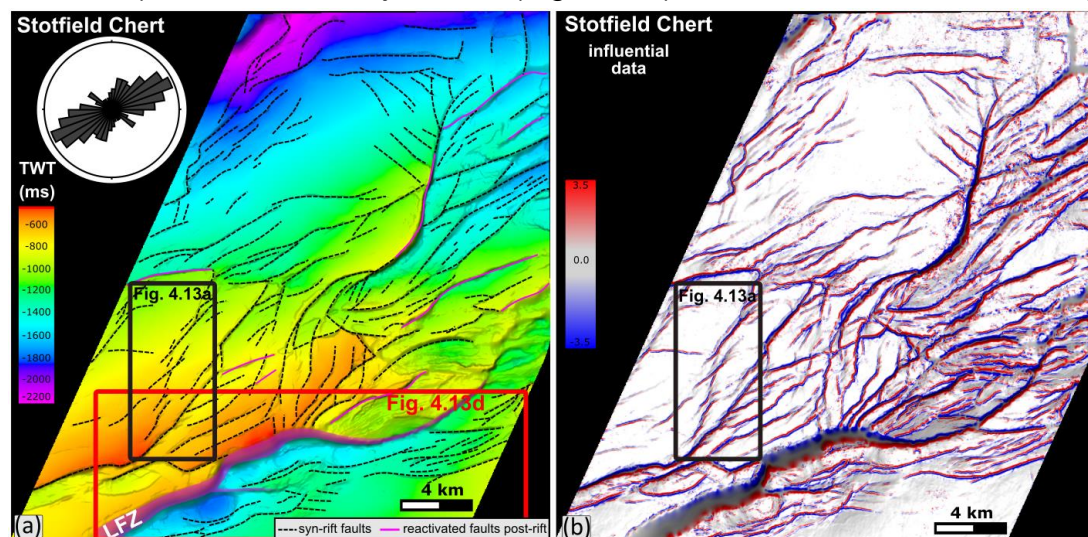 Stotfield Chert
TWT
(ms)
-600
-800
-1000
-1200
-1400
-1600
-1800
-2000
-2200
Fig. 4.13a
Fig. 4.13d
LFZ
4 km
syn-rift faults
reactivated faults post-rift
(a)
Stotfield Chert
influential
data
3.5
0.0
-3.5
Fig. 4.13a
4 km
(b)